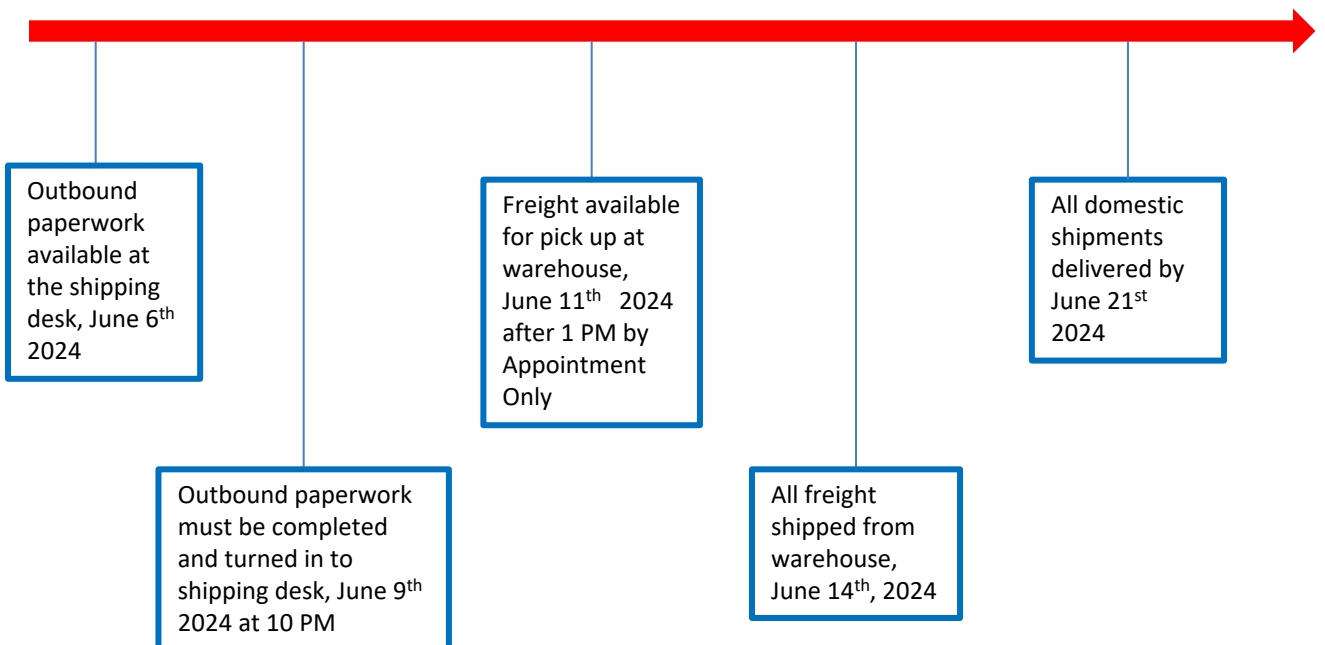 Outbound
paperwork
available at
the shipping
desk, June 6th
2024
Outbound paperwork
must be completed
and turned in to
shipping desk, June 9th
2024 at 10 PM
Freight available
for pick up at
warehouse,
June 11th 2024
after 1 PM by
Appointment
Only
All freight
shipped from
warehouse,
June 14th, 2024
All domestic
shipments
delivered by
June 21st
2024